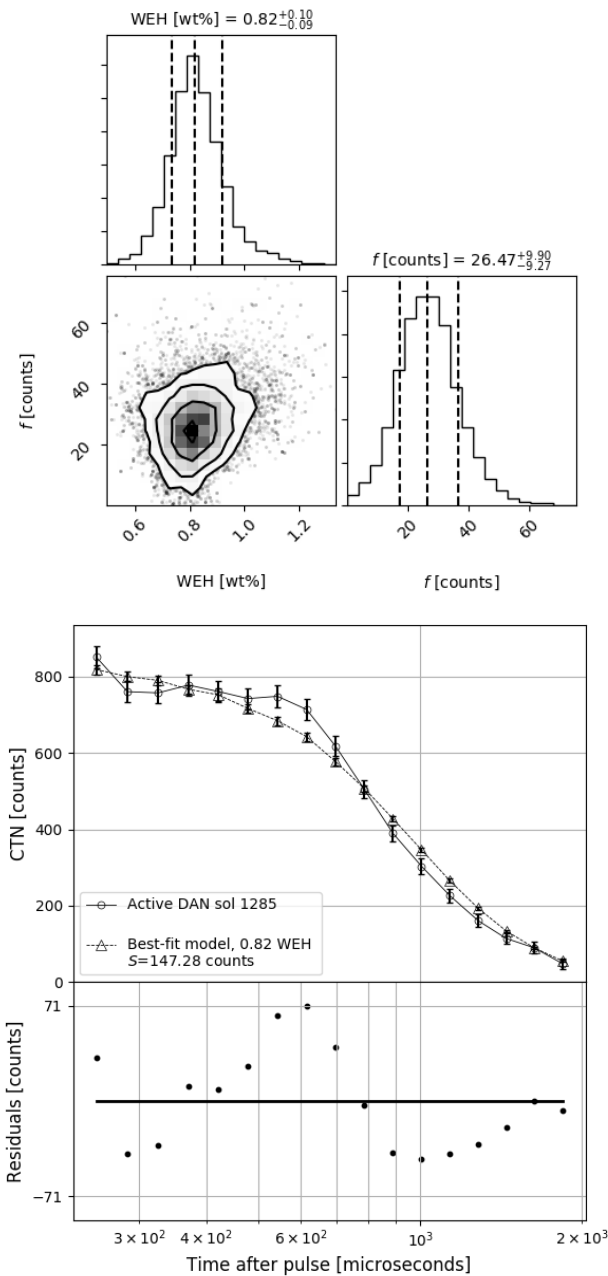 WEH [wt%] = 0.82+0.10−0.09
f [counts] = 26.47+9.90−9.27
60
40
20
f [counts]
0.6 0.8 1.0 1.2
20 40 60
WEH [wt%]
f [counts]
800
600
400
200
0
CTN [counts]
Active DAN sol 1285
Best-fit model, 0.82 WEH
S=147.28 counts
71
−71
Residuals [counts]
3 × 10² 4 × 10² 6 × 10² 10³ 2 × 10³
Time after pulse [microseconds]